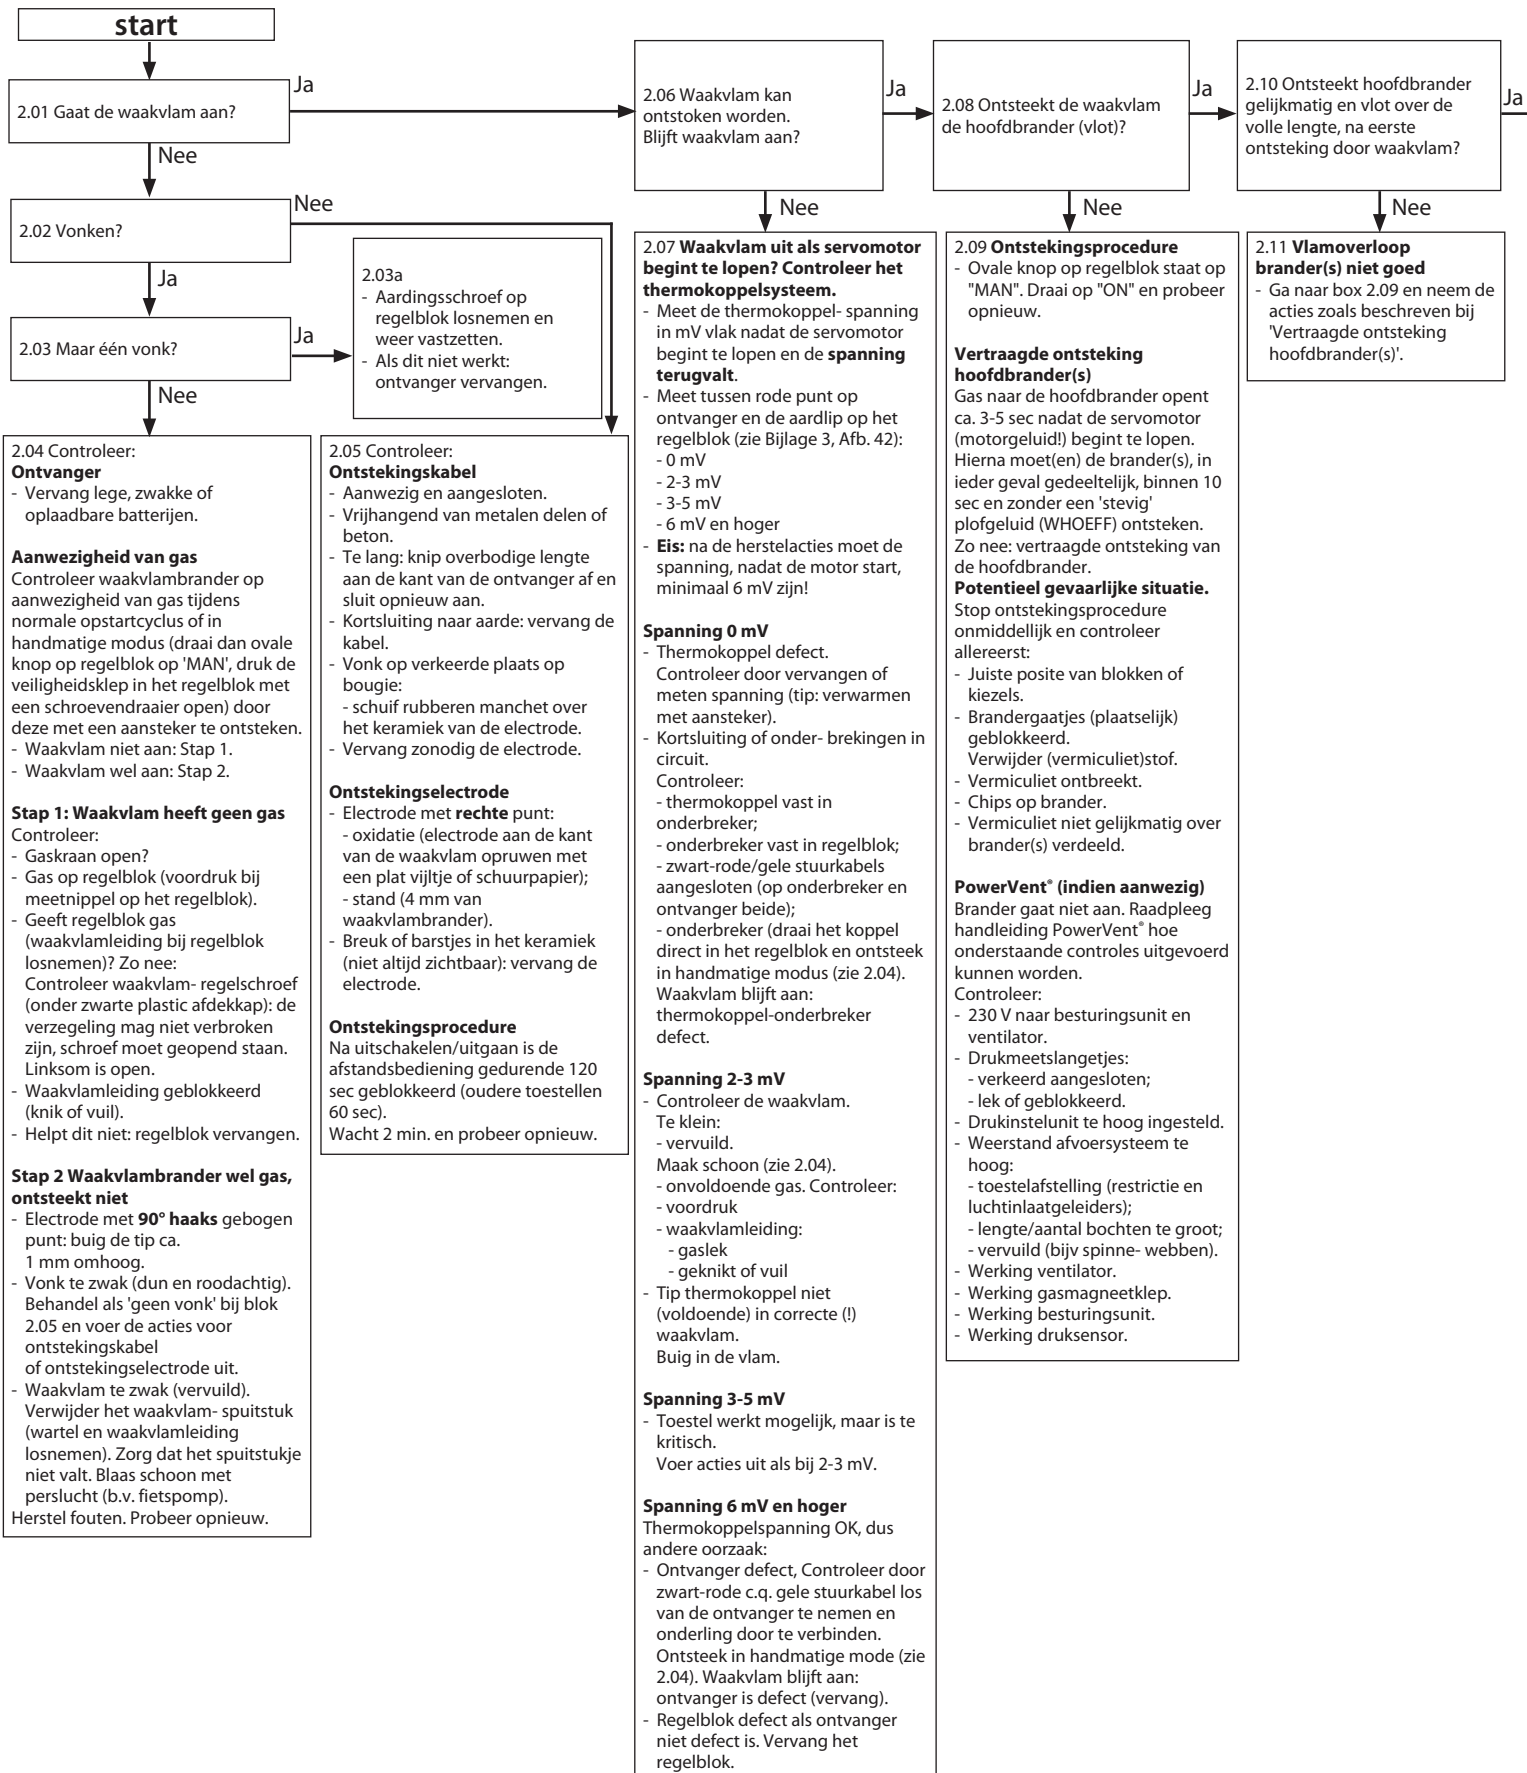 start
2.01 Gaat de waakvlam aan?
Ja
Nee
2.02 Vonken?
Nee
Ja
2.03 Maar één vonk?
Ja
Nee
2.03a
- Aardingsschroef op
regelblok losnemen en
weer vastzetten.
- Als dit niet werkt:
ontvanger vervangen.
2.04 Controleer:
Ontvanger
- Vervang lege, zwakke of
oplaadbare batterijen.
Aanwezigheid van gas
Controleer waakvlambrander op
aanwezigheid van gas tijdens
normale opstartcyclus of in
handmatige modus (draai dan ovale
knop op regelblok op 'MAN', druk de
veiligheidsklep in het regelblok met
een schroevendraaier open) door
deze met een aansteker te ontsteken.
- Waakvlam niet aan: Stap 1.
- Waakvlam wel aan: Stap 2.
Stap 1: Waakvlam heeft geen gas
Controleer:
- Gaskraan open?
- Gas op regelblok (voordruk bij
meetnippel op het regelblok).
- Geeft regelblok gas
(waakvlamleiding bij regelblok
losnemen)? Zo nee:
Controleer waakvlam- regelschroef
(onder zwarte plastic afdekkap): de
verzegeling mag niet verbroken
zijn, schroef moet geopend staan.
Linksom is open.
- Waakvlamleiding geblokkeerd
(knik of vuil).
- Helpt dit niet: regelblok vervangen.
Stap 2 Waakvlambrander wel gas,
ontsteekt niet
- Electrode met 90° haaks gebogen
punt: buig de tip ca.
1 mm omhoog.
- Vonk te zwak (dun en roodachtig).
Behandel als 'geen vonk' bij blok
2.05 en voer de acties voor
ontstekingskabel
of ontstekingselectrode uit.
- Waakvlam te zwak (vervuild).
Verwijder het waakvlam- spuitstuk
(wartel en waakvlamleiding
losnemen). Zorg dat het spuitstukje
niet valt. Blaas schoon met
perslucht (b.v. fietspomp).
Herstel fouten. Probeer opnieuw.
2.05 Controleer:
Ontstekingskabel
- Aanwezig en aangesloten.
- Vrijhangend van metalen delen of
beton.
- Te lang: knip overbodige lengte
aan de kant van de ontvanger af en
sluit opnieuw aan.
- Kortsluiting naar aarde: vervang de
kabel.
- Vonk op verkeerde plaats op
bougie:
- schuif rubberen manchet over
het keramiek van de electrode.
- Vervang zonodig de electrode.
Ontstekingselectrode
- Electrode met rechte punt:
- oxidatie (electrode aan de kant
van de waakvlam opruwen met
een plat vijltje of schuurpapier);
- stand (4 mm van
waakvlambrander).
- Breuk of barstjes in het keramiek
(niet altijd zichtbaar): vervang de
electrode.
Ontstekingsprocedure
Na uitschakelen/uitgaan is de
afstandsbediening gedurende 120
sec geblokkeerd (oudere toestellen
60 sec).
Wacht 2 min. en probeer opnieuw.
2.06 Waakvlam kan
ontstoken worden.
Blijft waakvlam aan?
Ja
Nee
2.07 Waakvlam uit als servomotor
begint te lopen? Controleer het
thermokoppelsysteem.
- Meet de thermokoppel- spanning
in mV vlak nadat de servomotor
begint te lopen en de spanning
terugvalt.
- Meet tussen rode punt op
ontvanger en de aardlip op het
regelblok (zie Bijlage 3, Afb. 42):
- 0 mV
- 2-3 mV
- 3-5 mV
- 6 mV en hoger
- Eis: na de herstelacties moet de
spanning, nadat de motor start,
minimaal 6 mV zijn!
Spanning 0 mV
- Thermokoppel defect.
Controleer door vervangen of
meten spanning (tip: verwarmen
met aansteker).
- Kortsluiting of onder- brekingen in
circuit.
Controleer:
- thermokoppel vast in
onderbreker;
- onderbreker vast in regelblok;
- zwart-rode/gele stuurkabels
aangesloten (op onderbreker en
ontvanger beide);
- onderbreker (draai het koppel
direct in het regelblok en ontsteek
in handmatige modus (zie 2.04).
Waakvlam blijft aan:
thermokoppel-onderbreker
defect.
Spanning 2-3 mV
- Controleer de waakvlam.
Te klein:
- vervuild.
Maak schoon (zie 2.04).
- onvoldoende gas. Controleer:
- voordruk
- waakvlamleiding:
- gaslek
- geknikt of vuil
- Tip thermokoppel niet
(voldoende) in correcte (!)
waakvlam.
Buig in de vlam.
Spanning 3-5 mV
- Toestel werkt mogelijk, maar is te
kritisch.
Voer acties uit als bij 2-3 mV.
Spanning 6 mV en hoger
Thermokoppelspanning OK, dus
andere oorzaak:
- Ontvanger defect, Controleer door
zwart-rode c.q. gele stuurkabel los
van de ontvanger te nemen en
onderling door te verbinden.
Ontsteek in handmatige mode (zie
2.04). Waakvlam blijft aan:
ontvanger is defect (vervang).
- Regelblok defect als ontvanger
niet defect is. Vervang het
regelblok.
2.08 Ontsteekt de waakvlam
de hoofdbrander (vlot)?
Ja
Nee
2.09 Ontstekingsprocedure
- Ovale knop op regelblok staat op
"MAN". Draai op "ON" en probeer
opnieuw.
Vertraagde ontsteking
hoofdbrander(s)
Gas naar de hoofdbrander opent
ca. 3-5 sec nadat de servomotor
(motorgeluid!) begint te lopen.
Hierna moet(en) de brander(s), in
ieder geval gedeeltelijk, binnen 10
sec en zonder een 'stevig'
plofgeluid (WHOEFF) ontsteken.
Zo nee: vertraagde ontsteking van
de hoofdbrander.
Potentieel gevaarlijke situatie.
Stop ontstekingsprocedure
onmiddellijk en controleer
allereerst:
- Juiste posite van blokken of
kiezels.
- Brandergaatjes (plaatselijk)
geblokkeerd.
Verwijder (vermiculiet)stof.
- Vermiculiet ontbreekt.
- Chips op brander.
- Vermiculiet niet gelijkmatig over
brander(s) verdeeld.
PowerVent® (indien aanwezig)
Brander gaat niet aan. Raadpleeg
handleiding PowerVent® hoe
onderstaande controles uitgevoerd
kunnen worden.
Controleer:
- 230 V naar besturingsunit en
ventilator.
- Drukmeetslangetjes:
- verkeerd aangesloten;
- lek of geblokkeerd.
- Drukinstelunit te hoog ingesteld.
- Weerstand afvoersysteem te
hoog:
- toestelafstelling (restrictie en
luchtinlaatgeleiders);
- lengte/aantal bochten te groot;
- vervuild (bijv spinne- webben).
- Werking ventilator.
- Werking gasmagneetklep.
- Werking besturingsunit.
- Werking druksensor.
2.10 Ontsteekt hoofdbrander
gelijkmatig en vlot over de
volle lengte, na eerste
ontsteking door waakvlam?
Ja
Nee
2.11 Vlamoverloop
brander(s) niet goed
- Ga naar box 2.09 en neem de
acties zoals beschreven bij
'Vertraagde ontsteking
hoofdbrander(s)'.